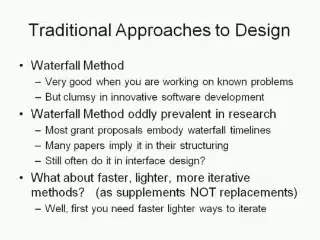 Traditional Approaches to Design
• Waterfall Method
– Very good when you are working on known problems
– But clumsy in innovative software development
• Waterfall Method oddly prevalent in research
– Most grant proposals embody waterfall timelines
– Many papers imply it in their structuring
– Still often do it in interface design?
• What about faster, lighter, more iterative
methods? (as supplements NOT replacements)
– Well, first you need faster lighter ways to iterate